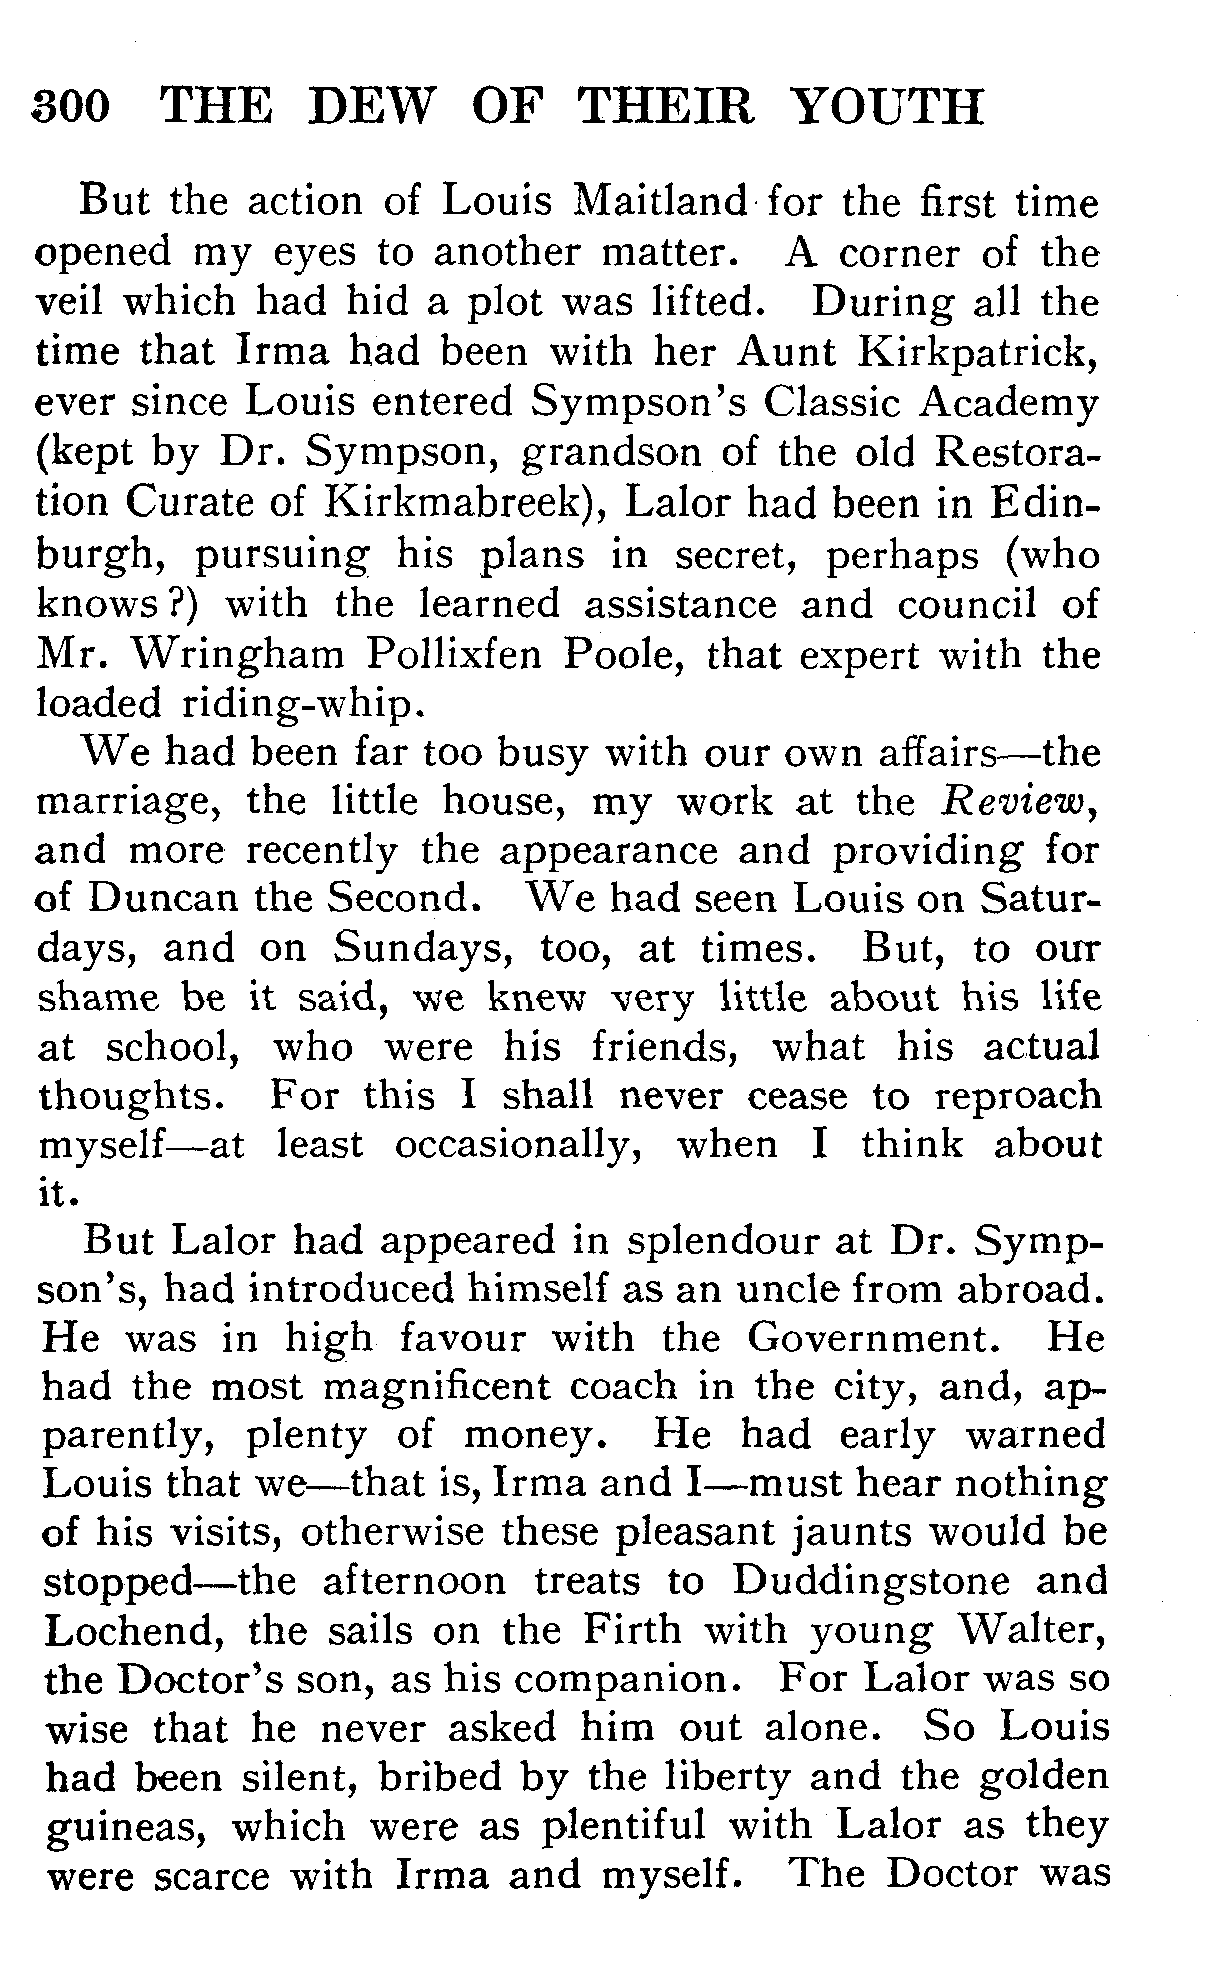 300 THE DEW OF THEIR YOUTH
But the action of Louis Maitland for the first time
opened my eyes to another matter. A corner of the
veil which had hid a plot was lifted. During all the
time that Irma had been with her Aunt Kirkpatrick,
ever since Louis entered Sympson's Classic Academy
(kept by Dr. Sympson, grandson of the old Restora-
tion Curate of Kirkmabreek), Lalor had been in Edin-
burgh, pursuing his plans in secret, perhaps (who
knows?) with the learned assistance and council of
Mr. Wringham Pollixfen Poole, that expert with the
loaded riding-whip.
We had been far too busy with our own affairs—the
marriage, the little house, my work at the Review,
and more recently the appearance and providing for
of Duncan the Second. We had seen Louis on Satur-
days, and on Sundays, too, at times. But, to our
shame be it said, we knew very little about his life
at school, who were his friends, what his actual
thoughts. For this I shall never cease to reproach
myself—at least occasionally, when I think about
it.
But Lalor had appeared in splendour at Dr. Symp-
son's, had introduced himself as an uncle from abroad.
He was in high favour with the Government. He
had the most magnificent coach in the city, and, ap-
parently, plenty of money. He had early warned
Louis that we—that is, Irma and I—must hear nothing
of his visits, otherwise these pleasant jaunts would be
stopped—the afternoon treats to Duddingstone and
Lochend, the sails on the Firth with young Walter,
the Doctor's son, as his companion. For Lalor was so
wise that he never asked him out alone. So Louis
had been silent, bribed by the liberty and the golden
guineas, which were as plentiful with Lalor as they
were scarce with Irma and myself. The Doctor was